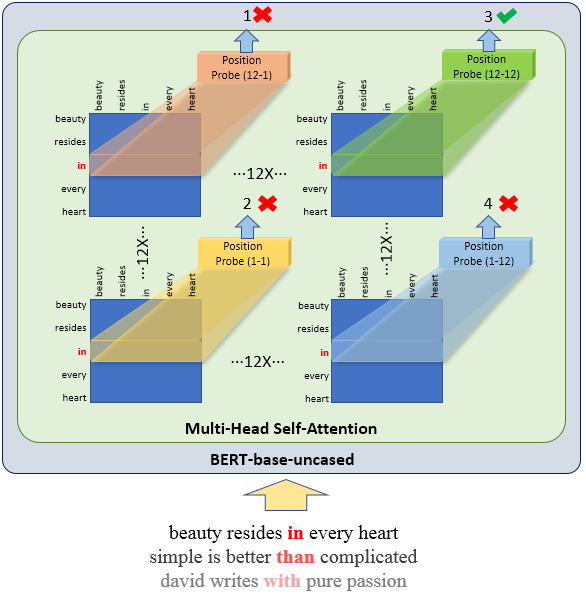 1 3
Position
Probe (12-1)
Position
Probe (12-12)
beauty resides in every heart
beauty resides in every heart
beauty
resides
in
every
heart
beauty
resides
in
every
heart
···12X···
2 4
Position
Probe (1-1)
Position
Probe (1-12)
···12X···
···12X···
beauty resides in every heart
beauty resides in every heart
beauty
resides
in
every
heart
beauty
resides
in
every
heart
···12X···
Multi-Head Self-Attention
BERT-base-uncased
beauty resides in every heart
simple is better than complicated
david writes with pure passion